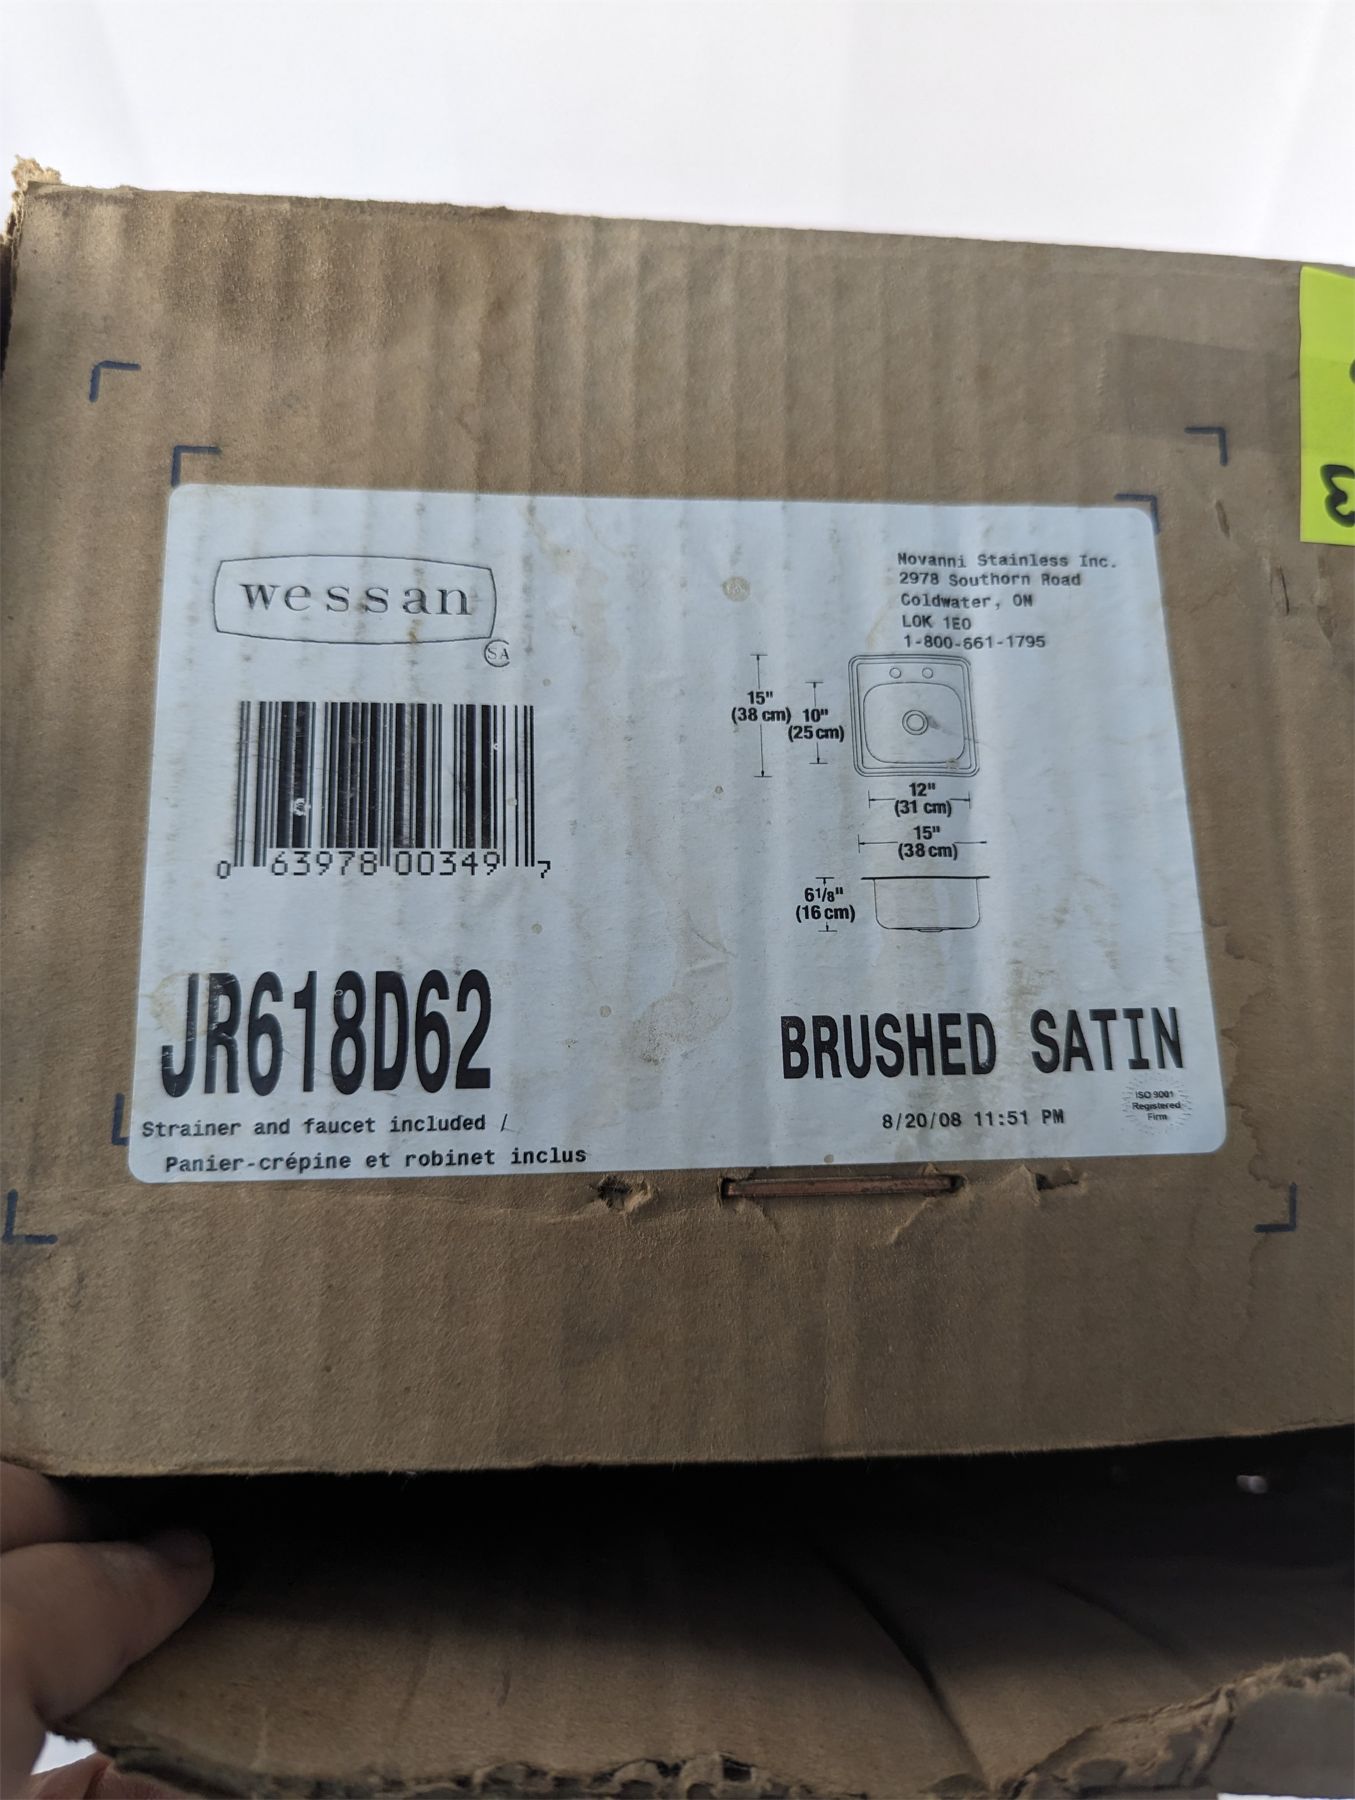 wessan
SA
Novanni Stainless Inc.
2978 Southorn Road
Coldwater, ON
L0K 1E0
1-800-661-1795
15"
(38 cm)
10"
(25 cm)
12"
(31 cm)
15"
(38 cm)
6 1/8"
(16 cm)
0 63978 00349 7
JR618D62
BRUSHED SATIN
Strainer and faucet included /
Panier-crépine et robinet inclus
8/20/08 11:51 PM
ISO 9001
Registered
Firm